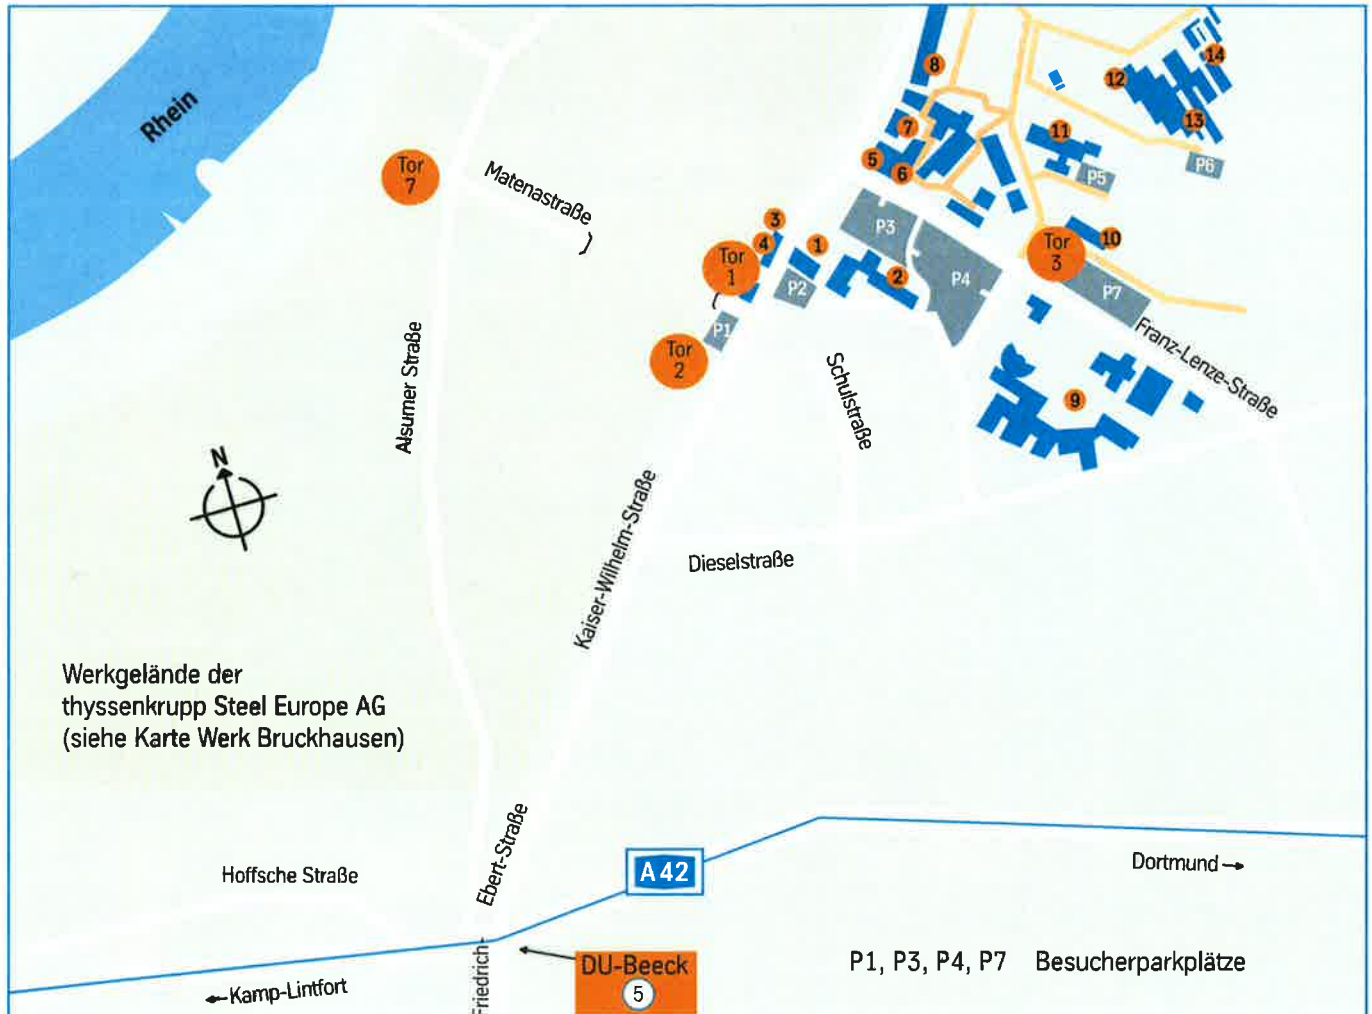 Rhein
8
14
12
13
7
11
5
6
P6
P5
Tor
7
Matenastraße
3
4
1
P3
Tor
3
10
Tor
1
2
P4
P2
P7
P1
Tor
2
Franz-Lenze-Straße
Alsumer Straße
Schulstraße
9
N
Kaiser-Wilhelm-Straße
Dieselstraße
Werkgelände der
thyssenkrupp Steel Europe AG
(siehe Karte Werk Bruckhausen)
Hoffsche Straße
Friedrich-
Ebert-Straße
A 42
Dortmund→
DU-Beeck
5
←Kamp-Lintfort
P1, P3, P4, P7 Besucherparkplätze